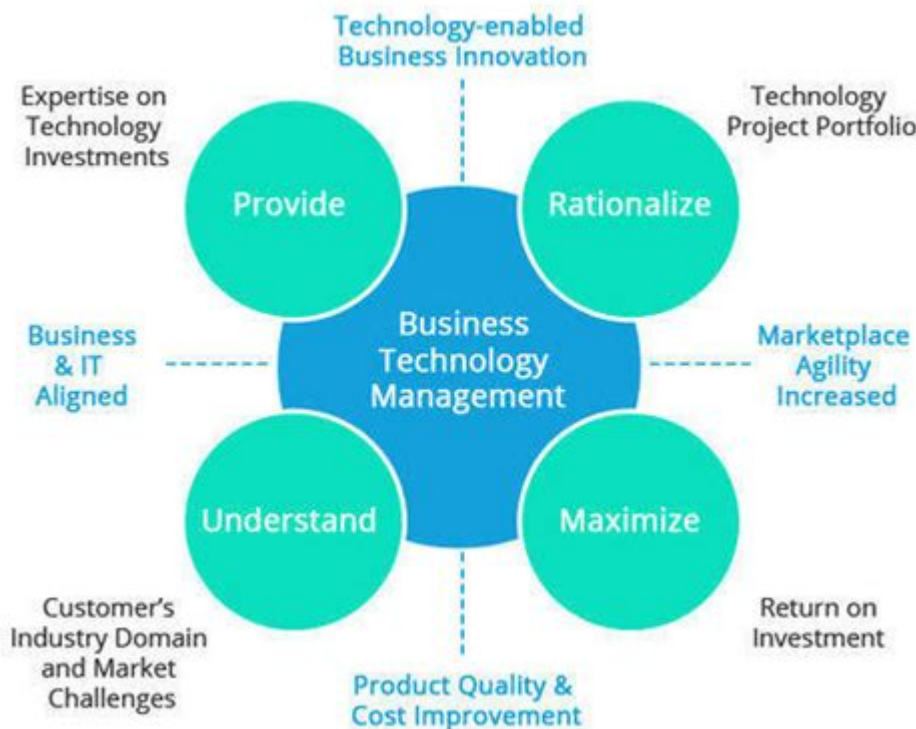 Technology-enabled
Business Innovation
Expertise on
Technology
Investments
Technology
Project Portfolio
Provide
Rationalize
Business
& IT
Aligned
Business
Technology
Management
Marketplace
Agility
Increased
Understand
Maximize
Customer's
Industry Domain
and Market
Challenges
Return on
Investment
Product Quality &
Cost Improvement